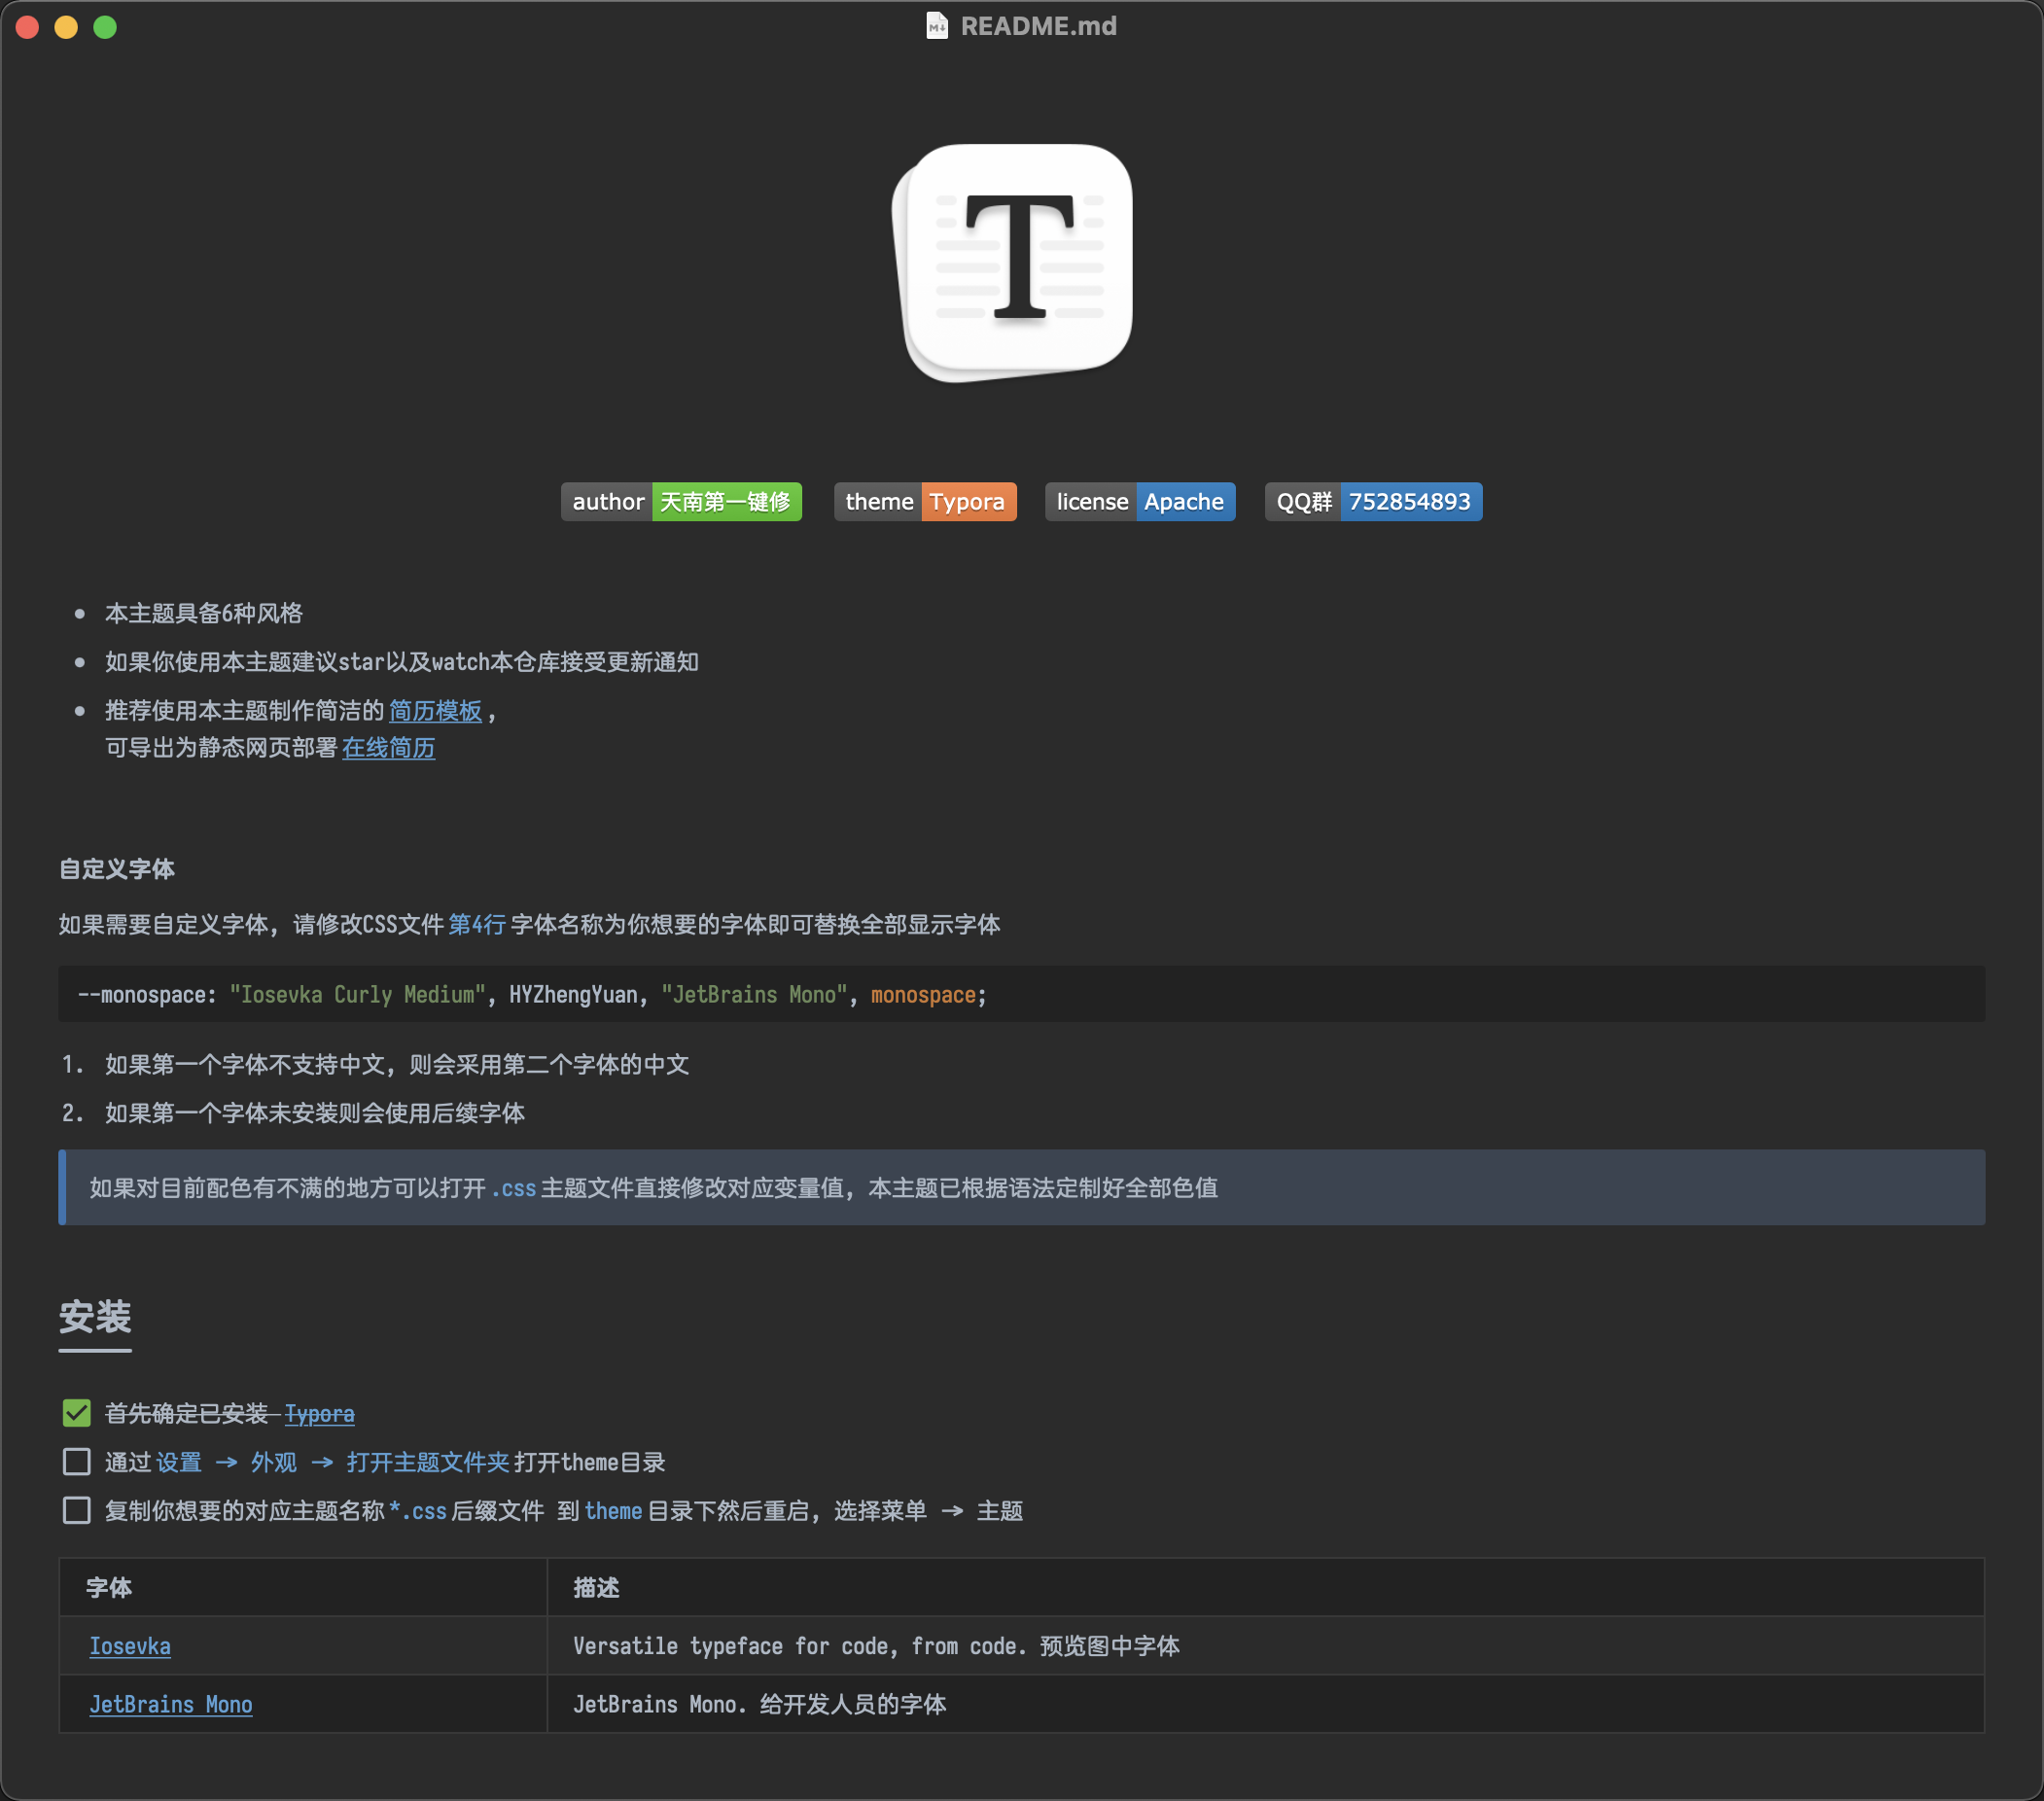 README.md
T
author 天南第一键修 theme Typora license Apache QQ群 752854893
本主题具备6种风格
如果你使用本主题建议star以及watch本仓库接受更新通知
推荐使用本主题制作简洁的 简历模板 ，
可导出为静态网页部署 在线简历
自定义字体
如果需要自定义字体，请修改CSS文件 第4行 字体名称为你想要的字体即可替换全部显示字体
--monospace: "Iosevka Curly Medium", HYZhengYuan, "JetBrains Mono", monospace;
1. 如果第一个字体不支持中文，则会采用第二个字体的中文
2. 如果第一个字体未安装则会使用后续字体
如果对目前配色有不满的地方可以打开 .css 主题文件直接修改对应变量值，本主题已根据语法定制好全部色值
安装
首先确定已安装 Typora
通过 设置 → 外观 → 打开主题文件夹 打开theme目录
复制你想要的对应主题名称 *.css 后缀文件 到 theme 目录下然后重启，选择菜单 → 主题
字体 描述
Iosevka Versatile typeface for code, from code. 预览图中字体
JetBrains Mono JetBrains Mono. 给开发人员的字体